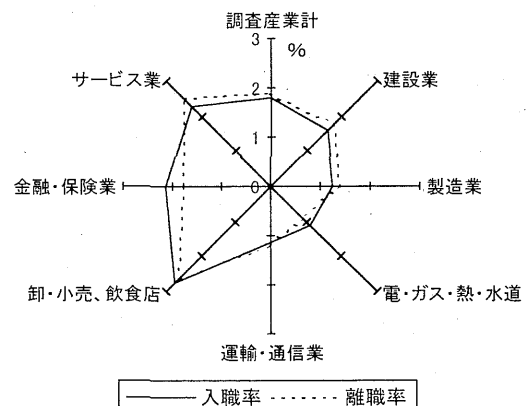 調査産業計
3
%
サービス業
建設業
2
1
金融・保険業
0
製造業
卸・小売、飲食店
電・ガス・熱・水道
運輸・通信業
入職率
離職率